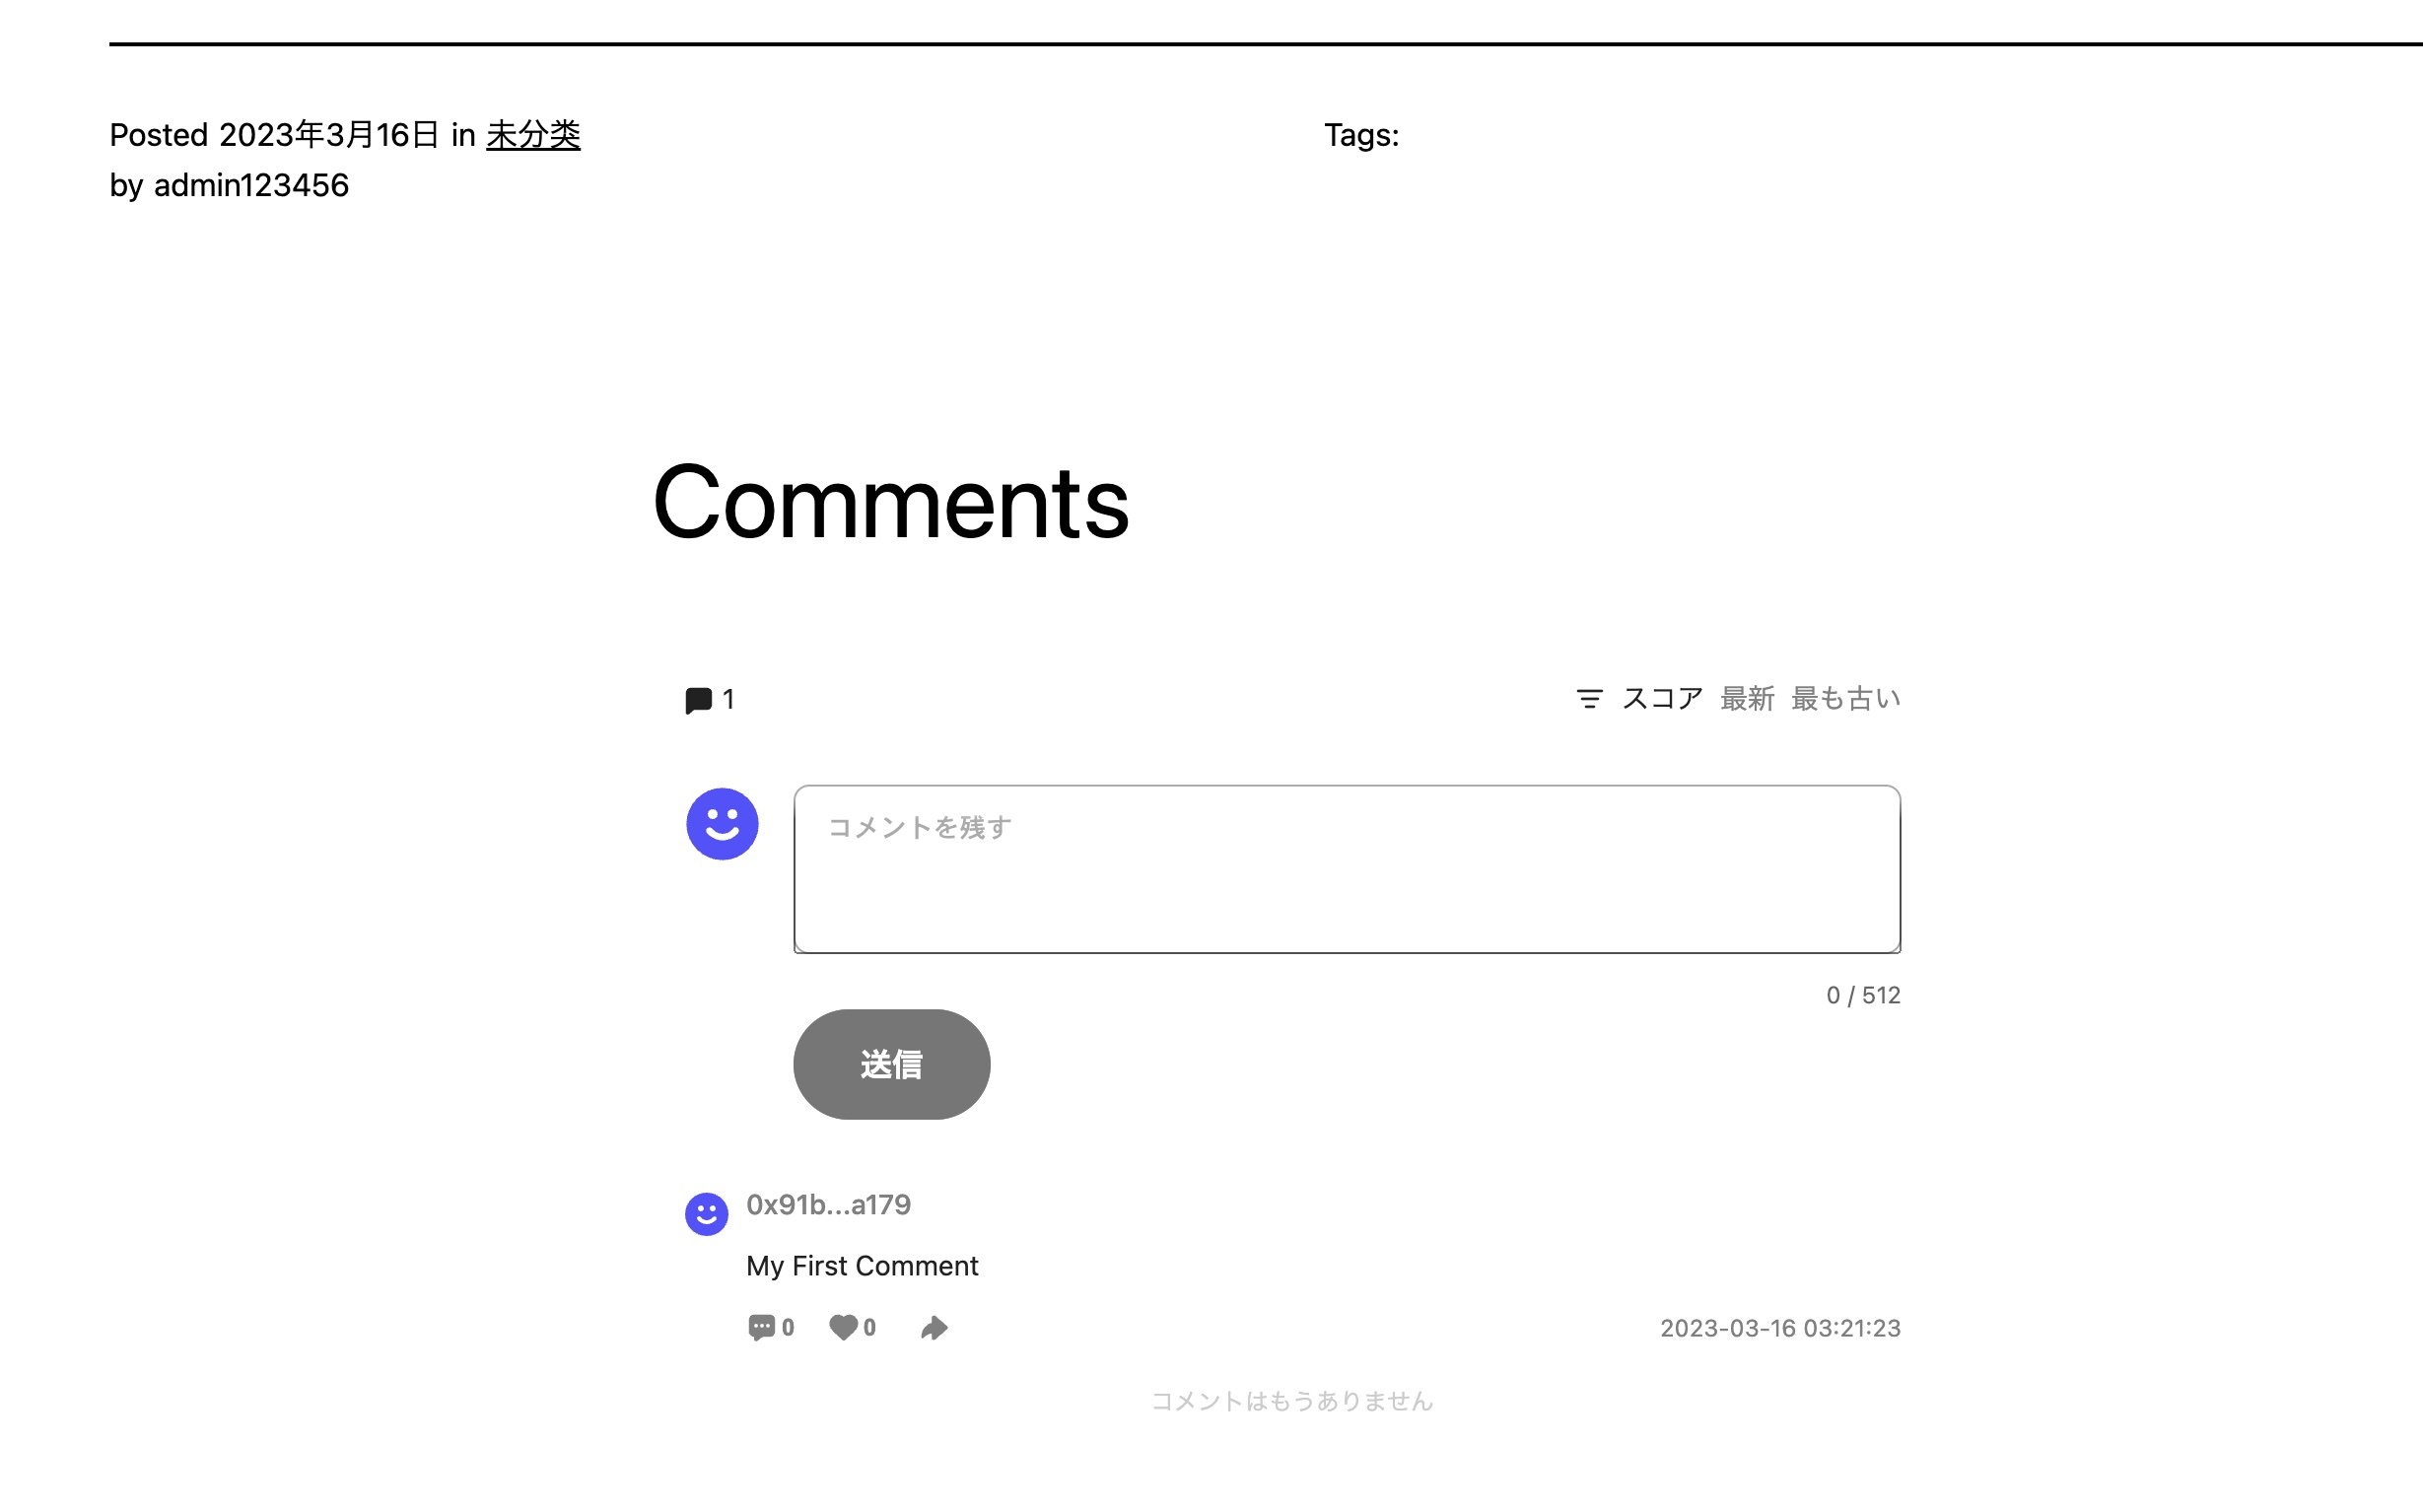 Posted 2023年3月16日 in 未分类
by admin123456
Tags:
Comments
1
スコア 最新 最も古い
コメントを残す
0 / 512
送信
0x91b...a179
My First Comment
0 0
2023-03-16 03:21:23
コメントはもうありません